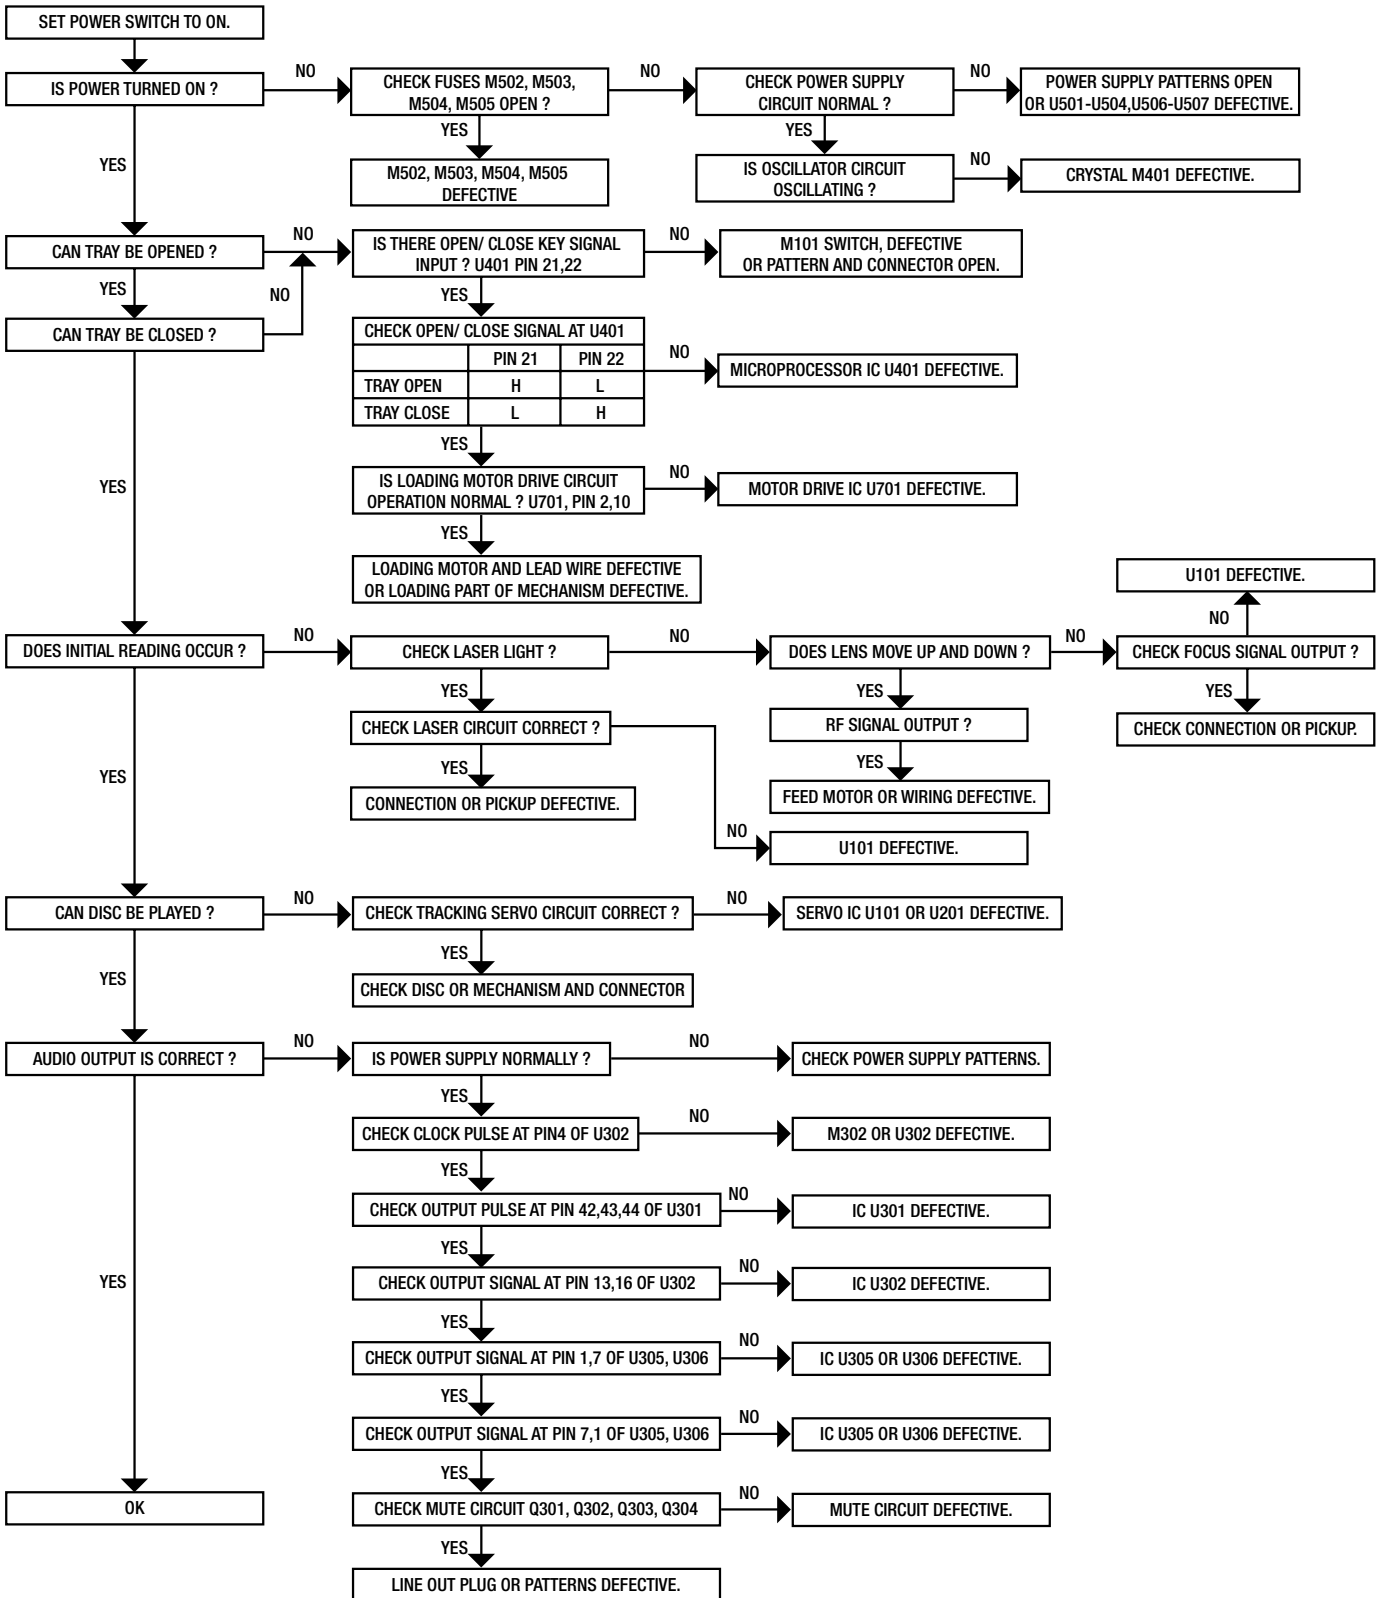 SET POWER SWITCH TO ON.
IS POWER TURNED ON ?
NO
CHECK FUSES M502, M503,
M504, M505 OPEN ?
NO
CHECK POWER SUPPLY
CIRCUIT NORMAL ?
NO
POWER SUPPLY PATTERNS OPEN
OR U501-U504,U506-U507 DEFECTIVE.
YES
YES
YES
M502, M503, M504, M505
DEFECTIVE
IS OSCILLATOR CIRCUIT
OSCILLATING ?
NO
CRYSTAL M401 DEFECTIVE.
CAN TRAY BE OPENED ?
NO
IS THERE OPEN/ CLOSE KEY SIGNAL
INPUT ? U401 PIN 21,22
NO
M101 SWITCH, DEFECTIVE
OR PATTERN AND CONNECTOR OPEN.
YES
NO
YES
CAN TRAY BE CLOSED ?
CHECK OPEN/ CLOSE SIGNAL AT U401
PIN 21 PIN 22
TRAY OPEN H L
TRAY CLOSE L H
NO
MICROPROCESSOR IC U401 DEFECTIVE.
YES
YES
IS LOADING MOTOR DRIVE CIRCUIT
OPERATION NORMAL ? U701, PIN 2,10
NO
MOTOR DRIVE IC U701 DEFECTIVE.
YES
LOADING MOTOR AND LEAD WIRE DEFECTIVE
OR LOADING PART OF MECHANISM DEFECTIVE.
U101 DEFECTIVE.
NO
DOES INITIAL READING OCCUR ?
NO
CHECK LASER LIGHT ?
NO
DOES LENS MOVE UP AND DOWN ?
NO
CHECK FOCUS SIGNAL OUTPUT ?
YES
YES
YES
CHECK LASER CIRCUIT CORRECT ?
RF SIGNAL OUTPUT ?
CHECK CONNECTION OR PICKUP.
YES
YES
YES
CONNECTION OR PICKUP DEFECTIVE.
FEED MOTOR OR WIRING DEFECTIVE.
NO
U101 DEFECTIVE.
CAN DISC BE PLAYED ?
NO
CHECK TRACKING SERVO CIRCUIT CORRECT ?
NO
SERVO IC U101 OR U201 DEFECTIVE.
YES
YES
CHECK DISC OR MECHANISM AND CONNECTOR
AUDIO OUTPUT IS CORRECT ?
NO
IS POWER SUPPLY NORMALLY ?
NO
CHECK POWER SUPPLY PATTERNS.
YES
CHECK CLOCK PULSE AT PIN4 OF U302
NO
M302 OR U302 DEFECTIVE.
YES
CHECK OUTPUT PULSE AT PIN 42,43,44 OF U301
NO
IC U301 DEFECTIVE.
YES
YES
CHECK OUTPUT SIGNAL AT PIN 13,16 OF U302
NO
IC U302 DEFECTIVE.
YES
CHECK OUTPUT SIGNAL AT PIN 1,7 OF U305, U306
NO
IC U305 OR U306 DEFECTIVE.
YES
CHECK OUTPUT SIGNAL AT PIN 7,1 OF U305, U306
NO
IC U305 OR U306 DEFECTIVE.
YES
OK
CHECK MUTE CIRCUIT Q301, Q302, Q303, Q304
NO
MUTE CIRCUIT DEFECTIVE.
YES
LINE OUT PLUG OR PATTERNS DEFECTIVE.